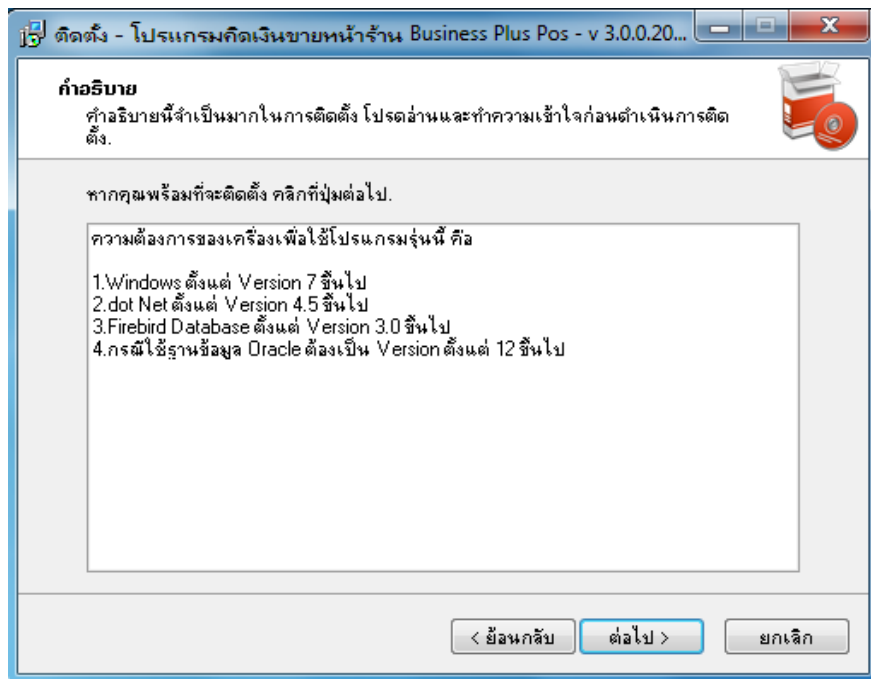 ติดตั้ง - โปรแกรมคิดเงินขายหน้าร้าน Business Plus Pos - v 3.0.0.20...
คำอธิบาย
คำอธิบายนี้จำเป็นมากในการติดตั้ง โปรดอ่านและทำความเข้าใจก่อนดำเนินการติด
ตั้ง.
หากคุณพร้อมที่จะติดตั้ง คลิกที่ปุ่มต่อไป.
ความต้องการของเครื่องเพื่อใช้โปรแกรมรุ่นนี้ คือ
1.Windows ตั้งแต่ Version 7 ขึ้นไป
2.dot Net ตั้งแต่ Version 4.5 ขึ้นไป
3.Firebird Database ตั้งแต่ Version 3.0 ขึ้นไป
4.กรณีใช้ฐานข้อมูล Oracle ต้องเป็น Version ตั้งแต่ 12 ขึ้นไป
< ย้อนกลับ ต่อไป > ยกเลิก